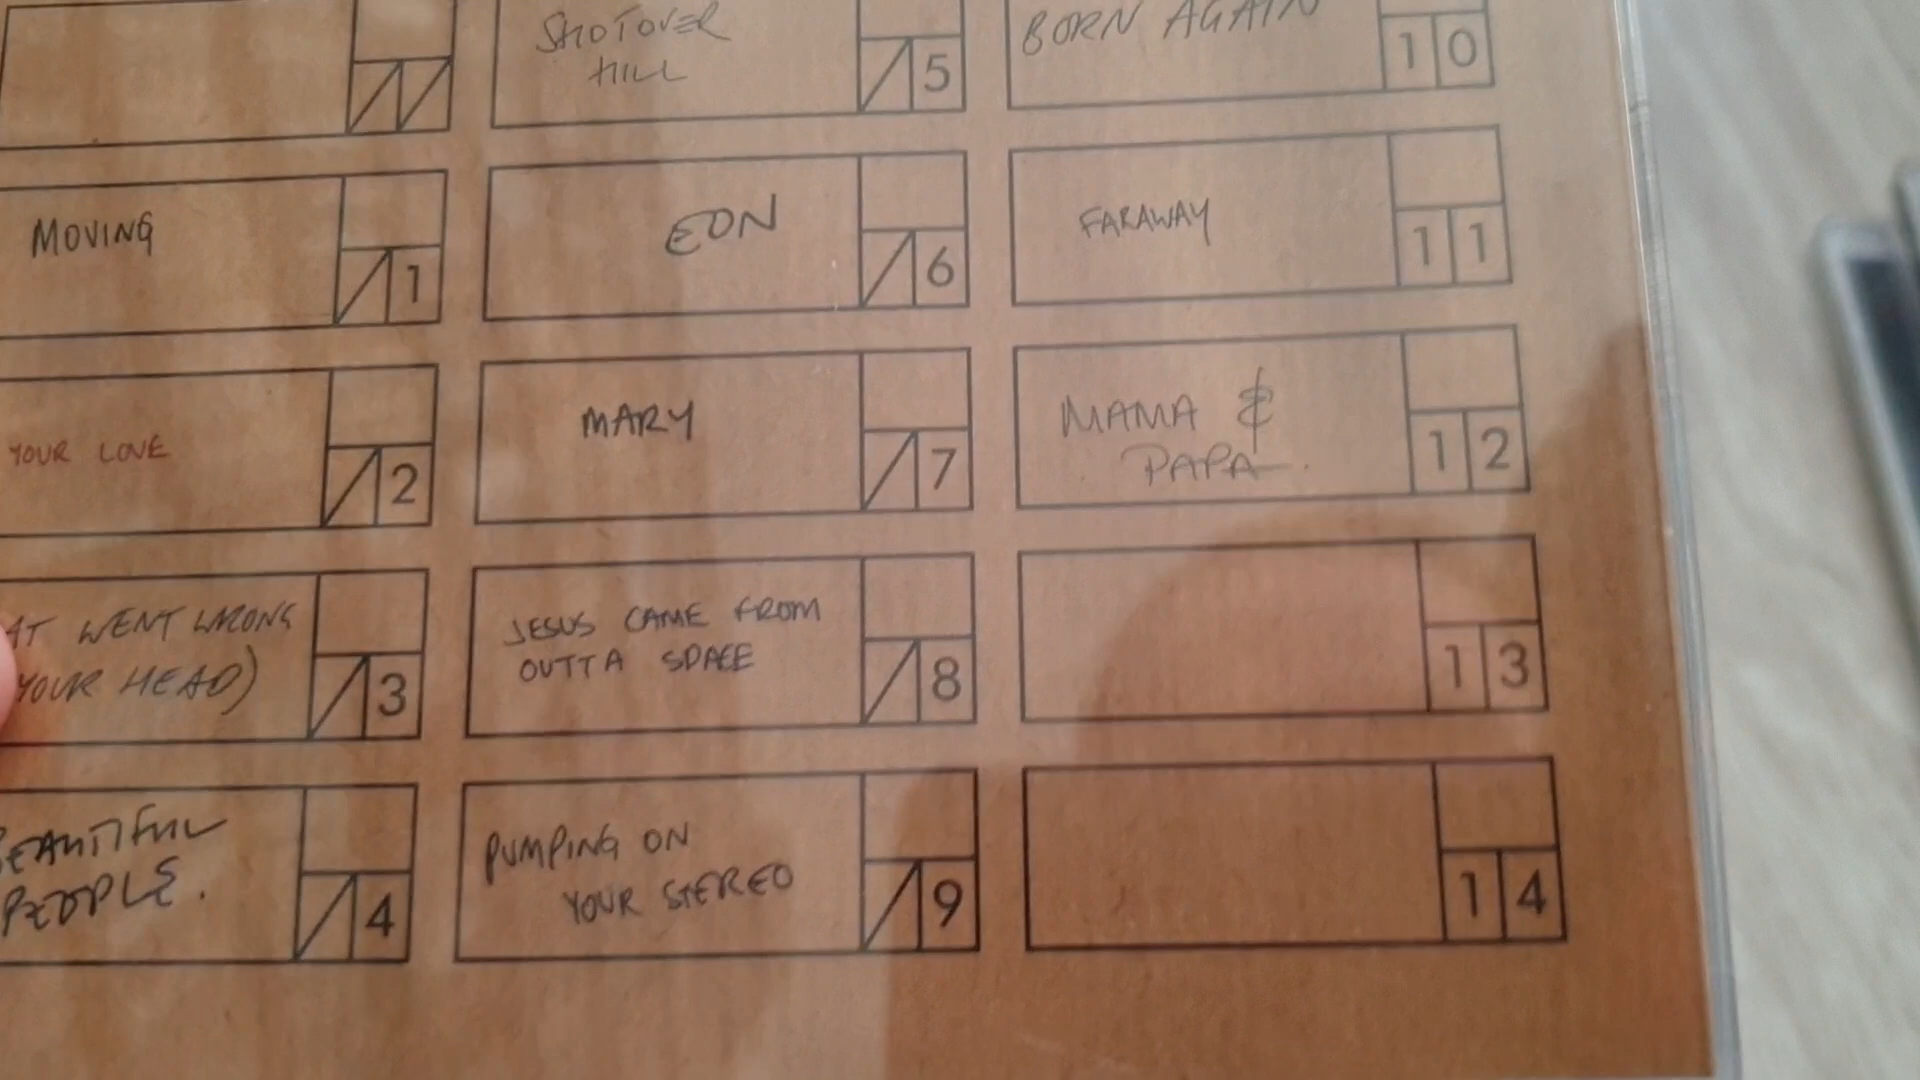 SHOTOVER
HILL
5
BORN AGAIN
10
MOVING
1
EON
6
FARAWAY
11
YOUR LOVE
2
MARY
7
MAMA &
PAPA.
12
WENT WRONG
YOUR HEAD)
3
JESUS CAME FROM
OUTTA SPACE
8
13
BEAUTIFUL
PEOPLE.
4
PUMPING ON
YOUR STEREO
9
14